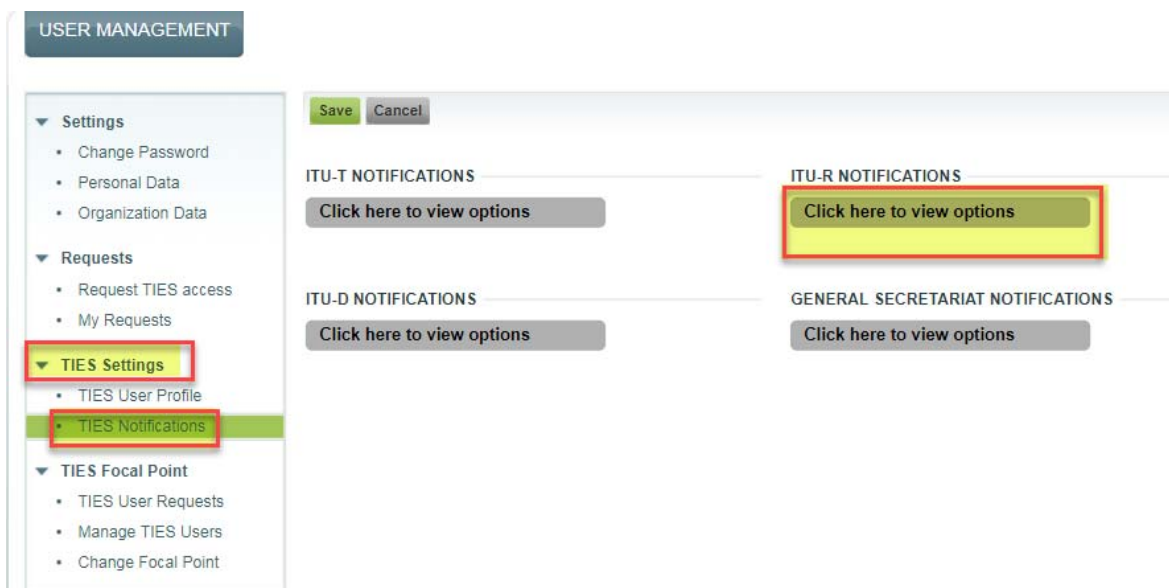 USER MANAGEMENT
Settings
Change Password
Personal Data
Organization Data
Requests
Request TIES access
My Requests
TIES Settings
TIES User Profile
TIES Notifications
TIES Focal Point
TIES User Requests
Manage TIES Users
Change Focal Point
Save Cancel
ITU-T NOTIFICATIONS
Click here to view options
ITU-R NOTIFICATIONS
Click here to view options
ITU-D NOTIFICATIONS
Click here to view options
GENERAL SECRETARIAT NOTIFICATIONS
Click here to view options